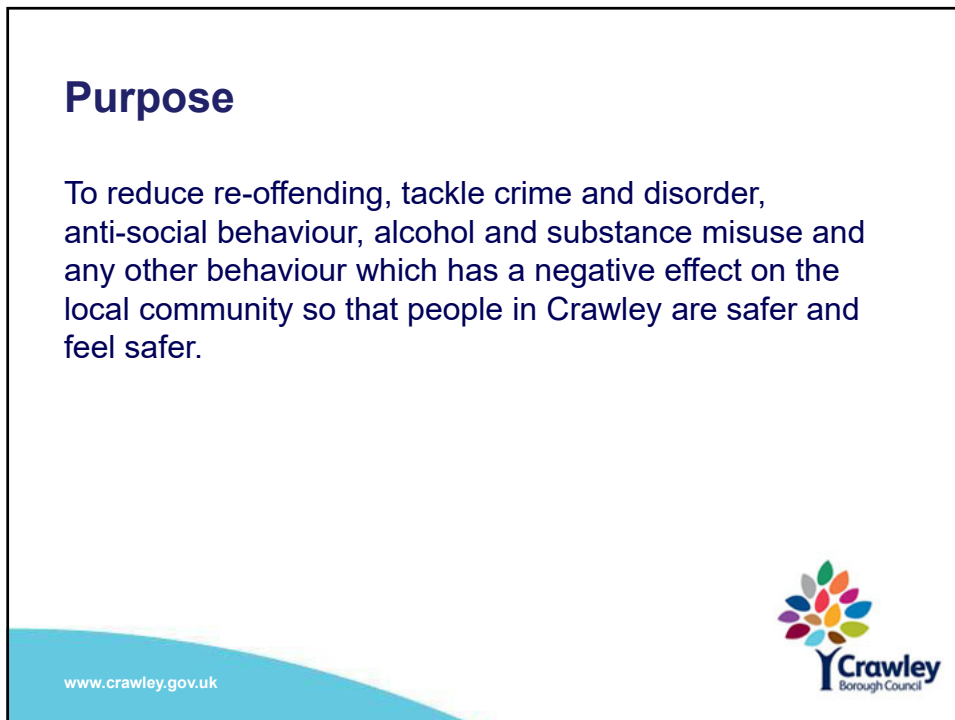 Purpose
To reduce re-offending, tackle crime and disorder,
anti-social behaviour, alcohol and substance misuse and
any other behaviour which has a negative effect on the
local community so that people in Crawley are safer and
feel safer.
www.crawley.gov.uk
Crawley
Borough Council